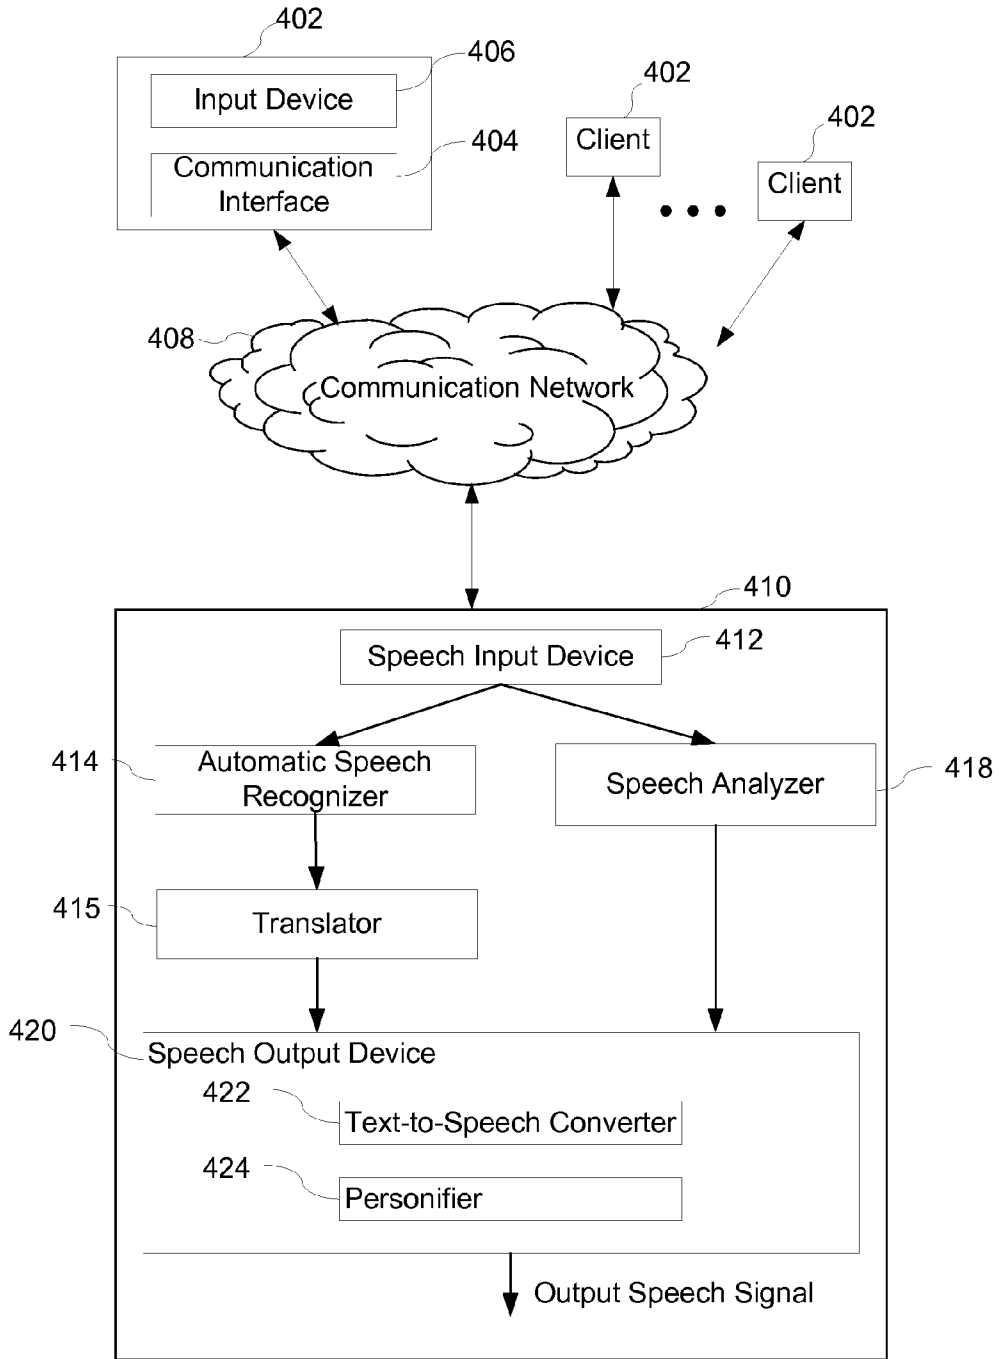 402
406
Input Device
404
Communication
Interface
402
Client
402
Client
408
Communication Network
410
Speech Input Device
412
414
Automatic Speech
Recognizer
Speech Analyzer
418
415
Translator
420
Speech Output Device
422
Text-to-Speech Converter
424
Personifier
Output Speech Signal